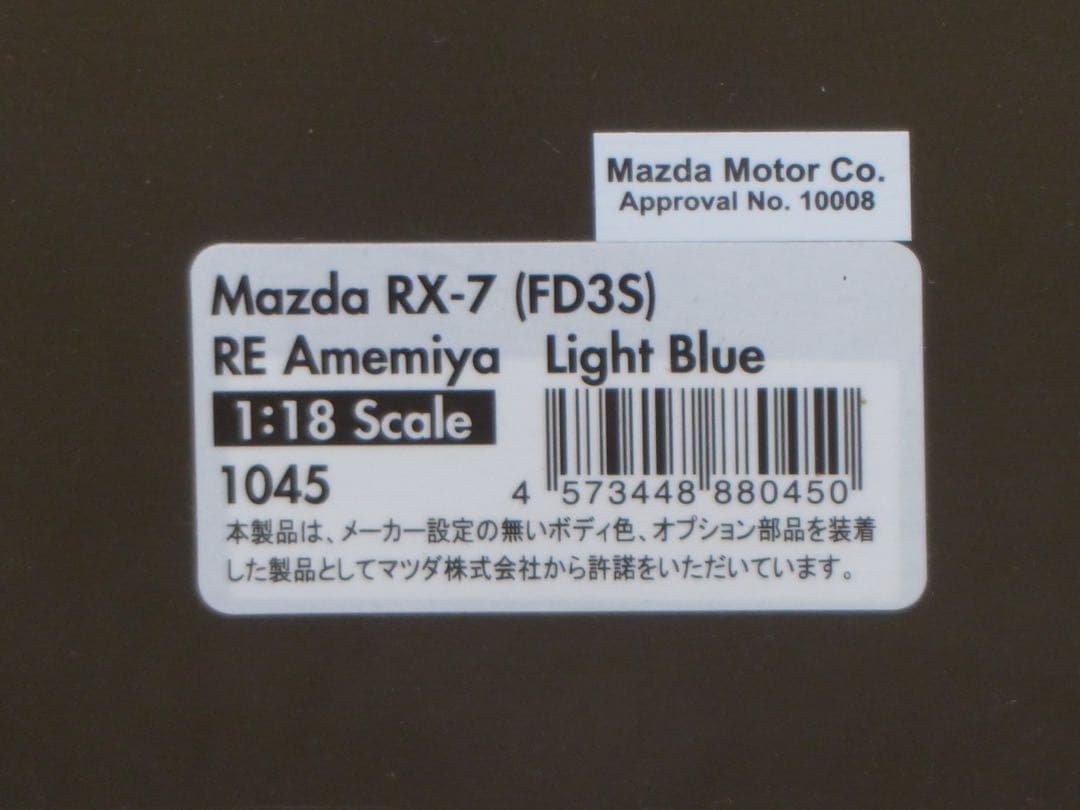 Mazda Motor Co.
Approval No. 10008
Mazda RX-7 (FD3S)
RE Amemiya Light Blue
1:18 Scale
1045
4 573448 880450
本製品は、メーカー設定の無いボディ色、オプション部品を装着
した製品としてマツダ株式会社から許諾をいただいています。